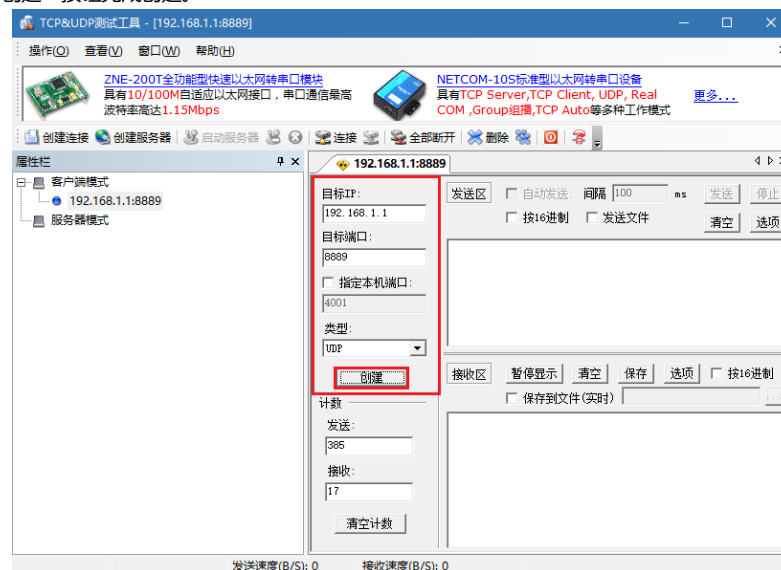 创建"按钮完成创建。
TCP&UDP测试工具 - [192.168.1.1:8889]
操作(O) 查看(V) 窗口(W) 帮助(H)
ZNE-200T全功能型快速以太网转串口模块
具有10/100M自适应以太网接口，串口通信最高
波特率高达1.15Mbps
NETCOM-10S标准型以太网转串口设备
具有TCP Server,TCP Client, UDP, Real
COM ,Group组播,TCP Auto等多种工作模式
更多...
创建连接 创建服务器 启动服务器 连接 全部断开 删除
属性栏
客户端模式
192.168.1.1:8889
服务器模式
192.168.1.1:8889
目标IP:
192.168.1.1
目标端口:
8889
指定本机端口:
4001
类型:
UDP
创建
计数
发送:
385
接收:
17
清空计数
发送区 自动发送: 间隔 100 ms 发送 停止
按16进制 发送文件 清空 选项
接收区 暂停显示 清空 保存 选项 按16进制
保存到文件(实时) ...
发送速度(B/S): 0 接收速度(B/S): 0